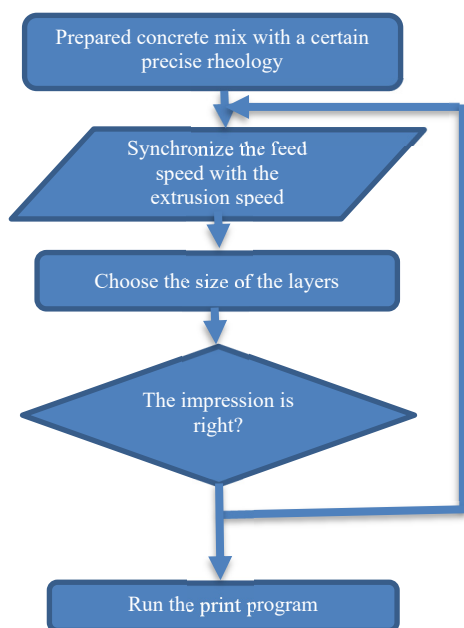 Prepared concrete mix with a certain
precise rheology
Synchronize the feed
speed with the
extrusion speed
Choose the size of the layers
The impression is
right?
Run the print program